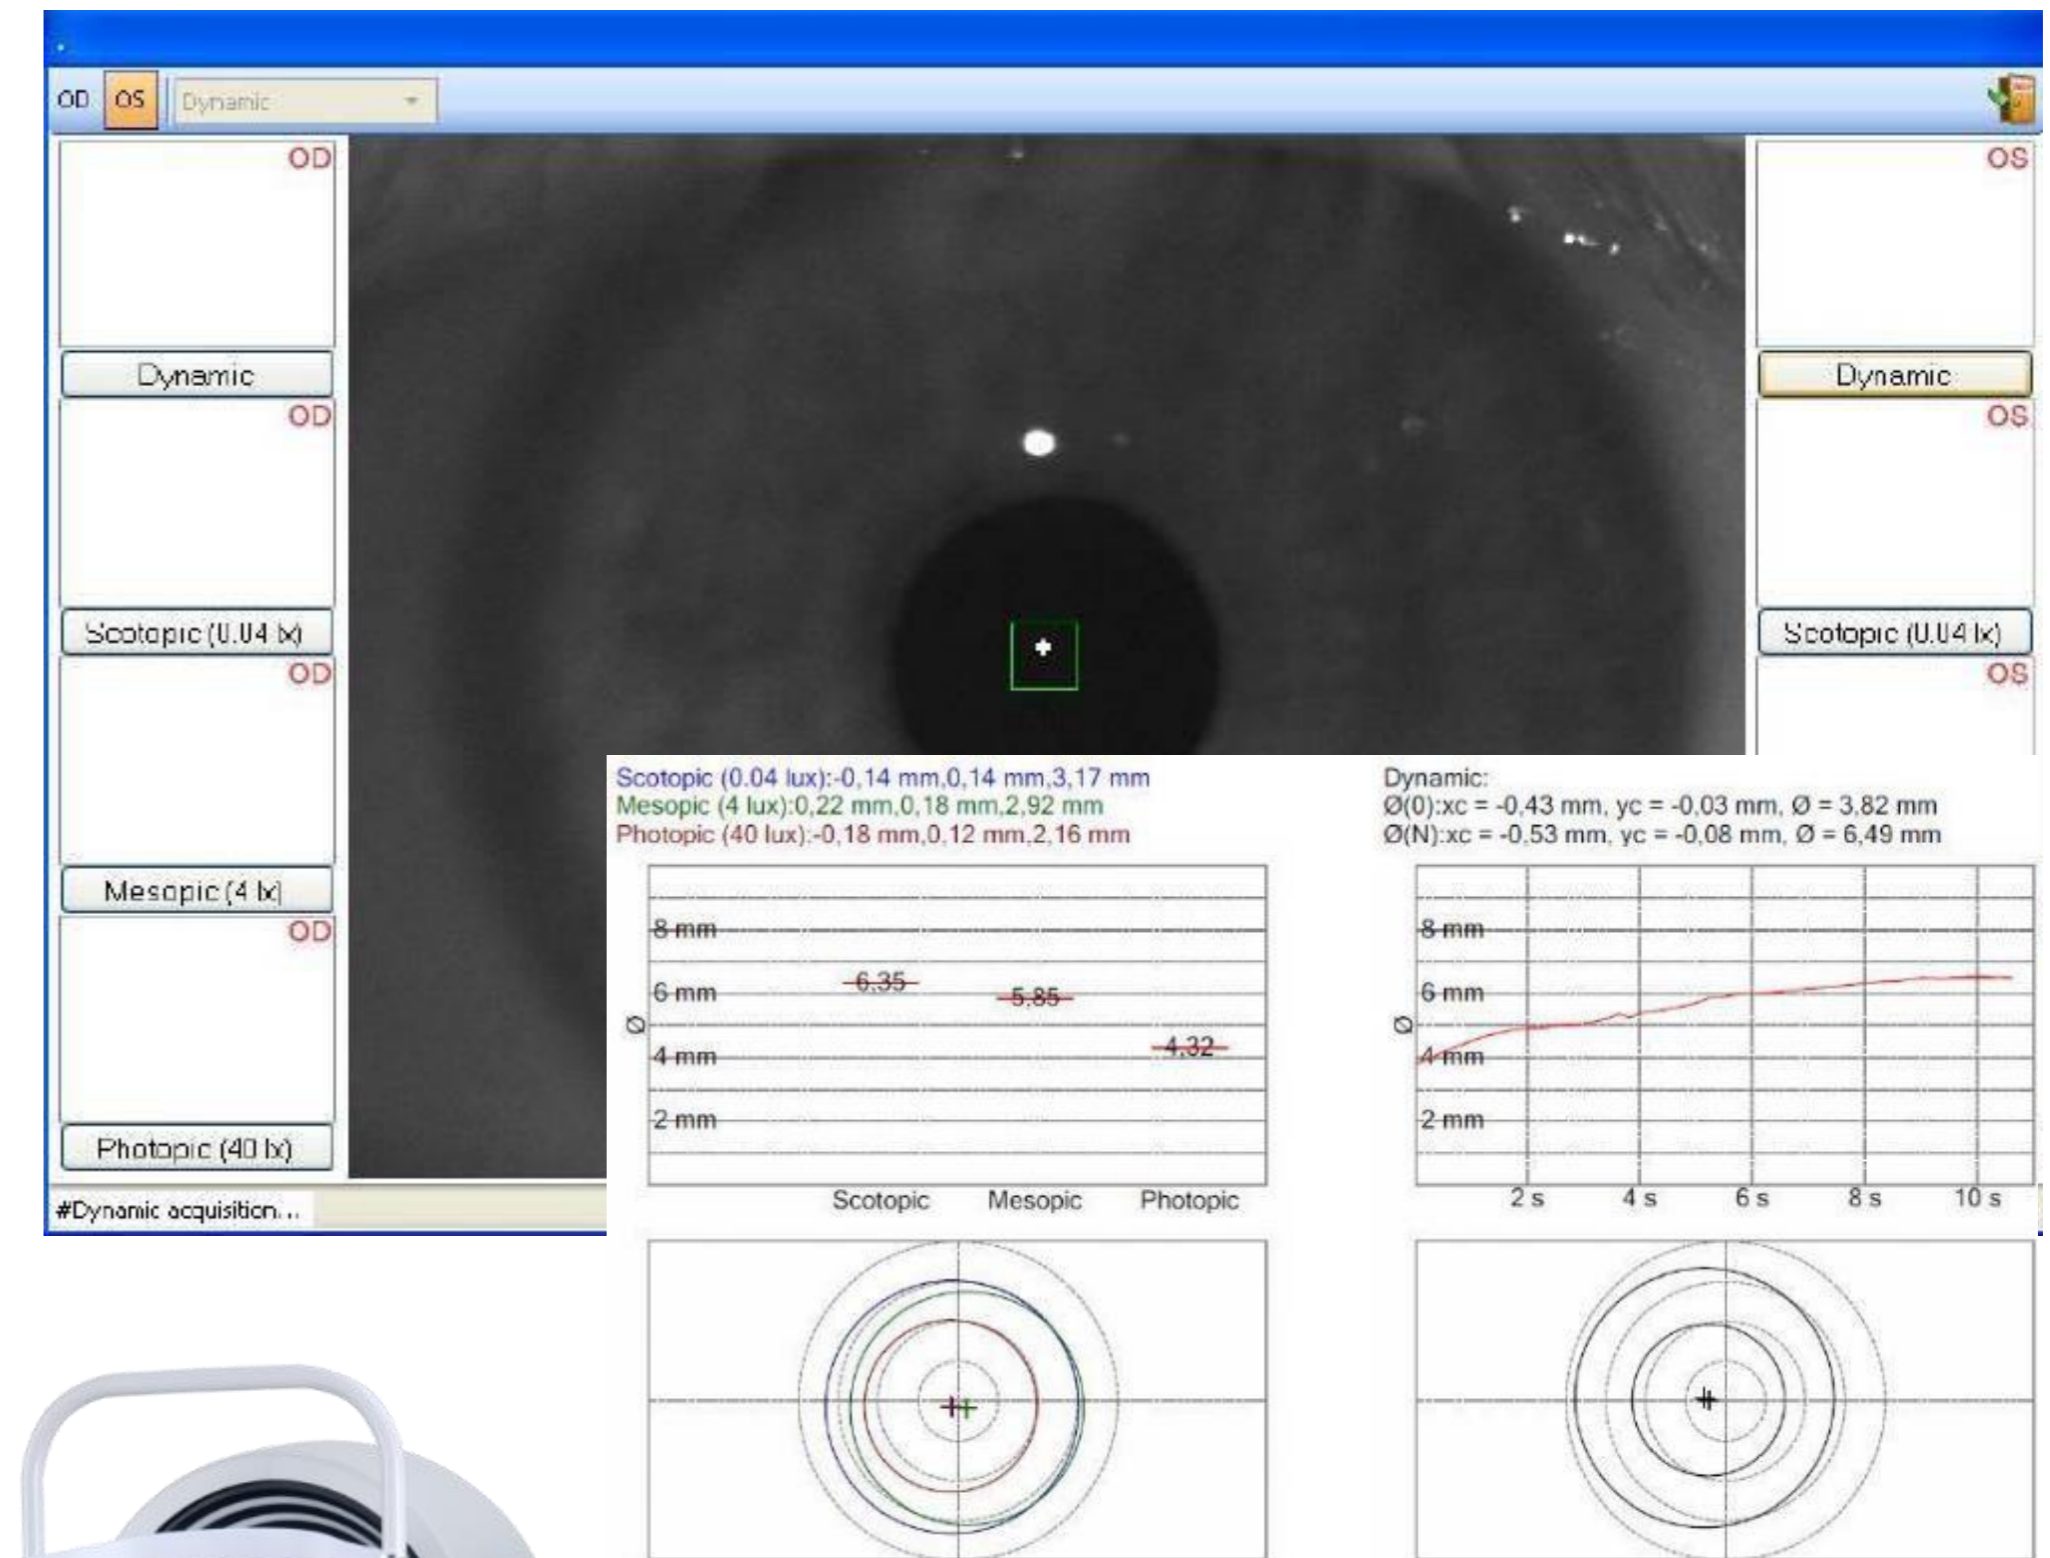 OD OS Dynamic
OD
Dynamic
OD
Scotopic (0.04 lx)
OD
Mesopic (4 lx)
OD
Photopic (40 lx)
#Dynamic acquisition...
OS
Dynamic
OS
Scotopic (0.04 lx)
OS
Scotopic (0.04 lux):-0,14 mm,0,14 mm,3,17 mm
Mesopic (4 lux):0,22 mm,0,18 mm,2,92 mm
Photopic (40 lux):-0,18 mm,0,12 mm,2,16 mm
8 mm
6,35
6 mm
5,85
Ø
4,32
4 mm
2 mm
Scotopic Mesopic Photopic
Dynamic:
Ø(0):xc = -0,43 mm, yc = -0,03 mm, Ø = 3,82 mm
Ø(N):xc = -0,53 mm, yc = -0,08 mm, Ø = 6,49 mm
8 mm
6 mm
Ø
4 mm
2 mm
2 s 4 s 6 s 8 s 10 s